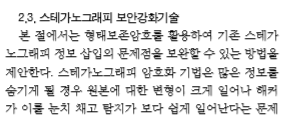 2.3. 스테가노그래피 보안강화기술
본 절에서는 형태보존암호를 활용하여 기존 스테가
노그래피 정보 삽입의 문제점을 보완할 수 있는 방법을
제안한다. 스테가노그래피 암호화 기법은 많은 정보를
숨기게 될 경우 원본에 대한 변형이 크게 일어나 해커
가 이를 눈치 채고 탐지가 보다 쉽게 일어난다는 문제